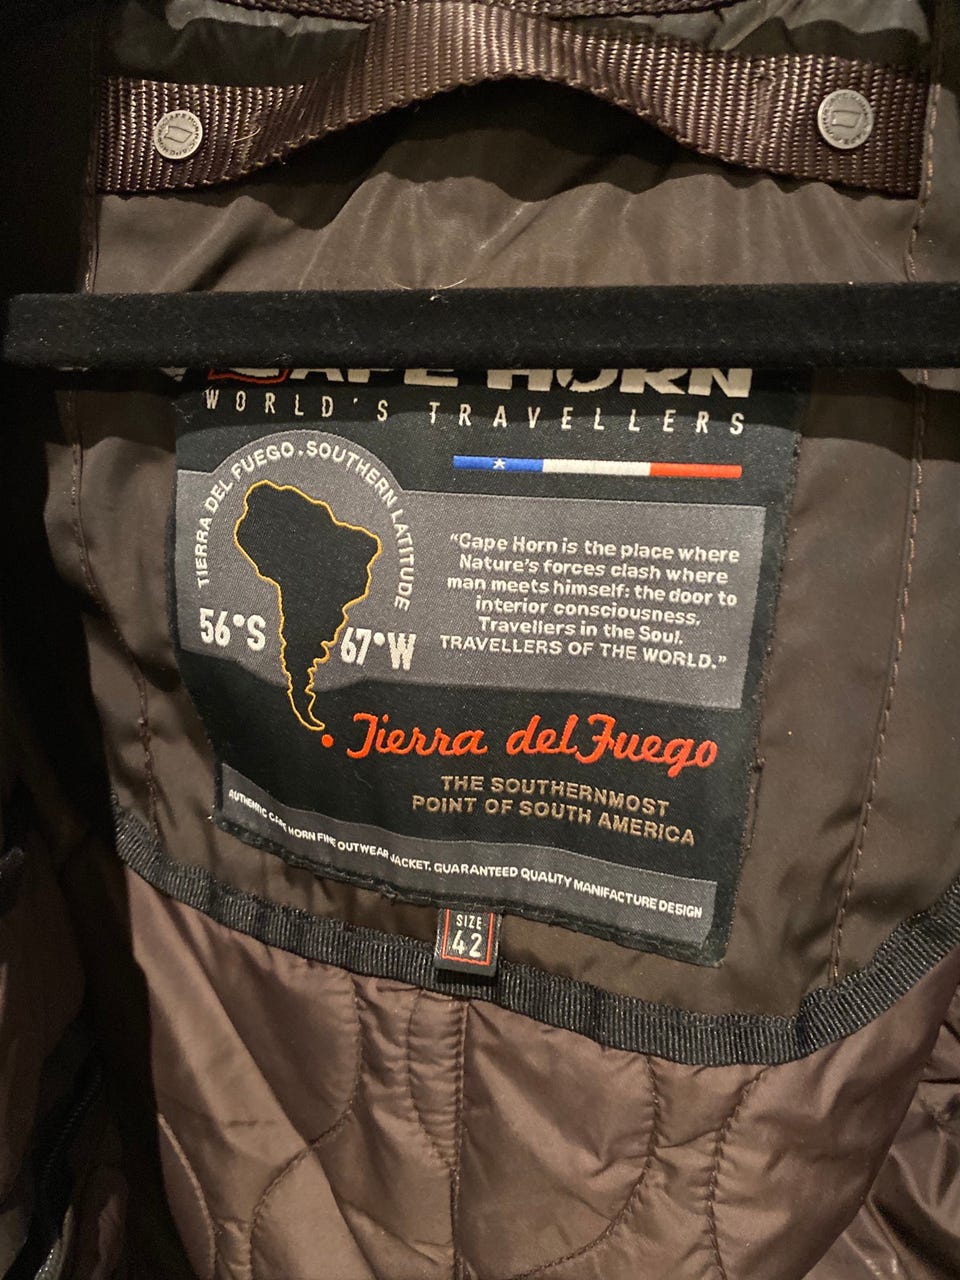 CAPE HORN
WORLD'S TRAVELLERS
TIERRA DEL FUEGO.SOUTHERN LATITUDE
56°S
67°W
"Cape Horn is the place where
Nature's forces clash where
man meets himself: the door to
interior consciousness.
Travellers in the Soul.
TRAVELLERS OF THE WORLD."
Tierra del Fuego
THE SOUTHERNMOST
POINT OF SOUTH AMERICA
AUTHENTIC CAPE HORN FINE OUTWEAR JACKET. GUARANTEED QUALITY MANIFACTURE DESIGN
SIZE
42